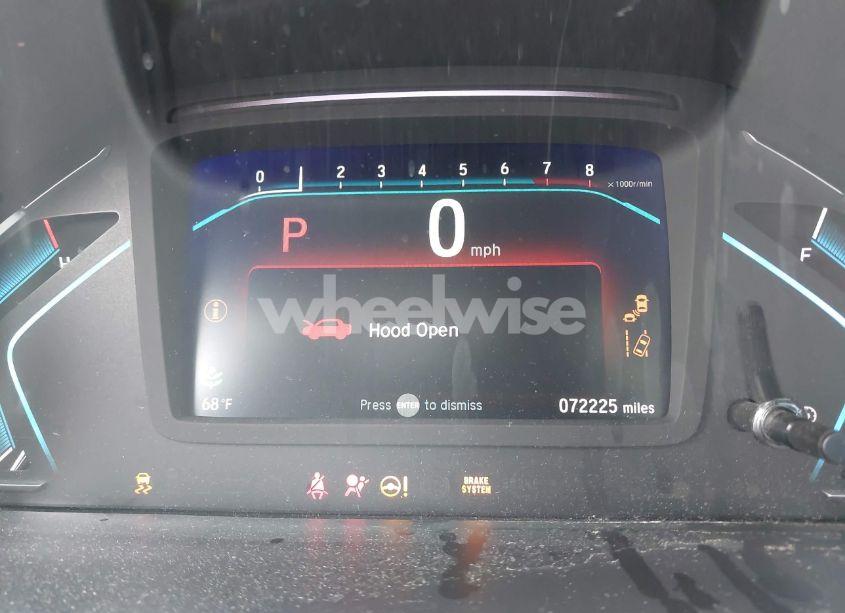 0 2 3 4 5 6 7 8 ×1000r/min
P 0 mph
H
F
wheelwise
Hood Open
68°F
Press ENTER to dismiss
072225 miles
BRAKE
SYSTEM